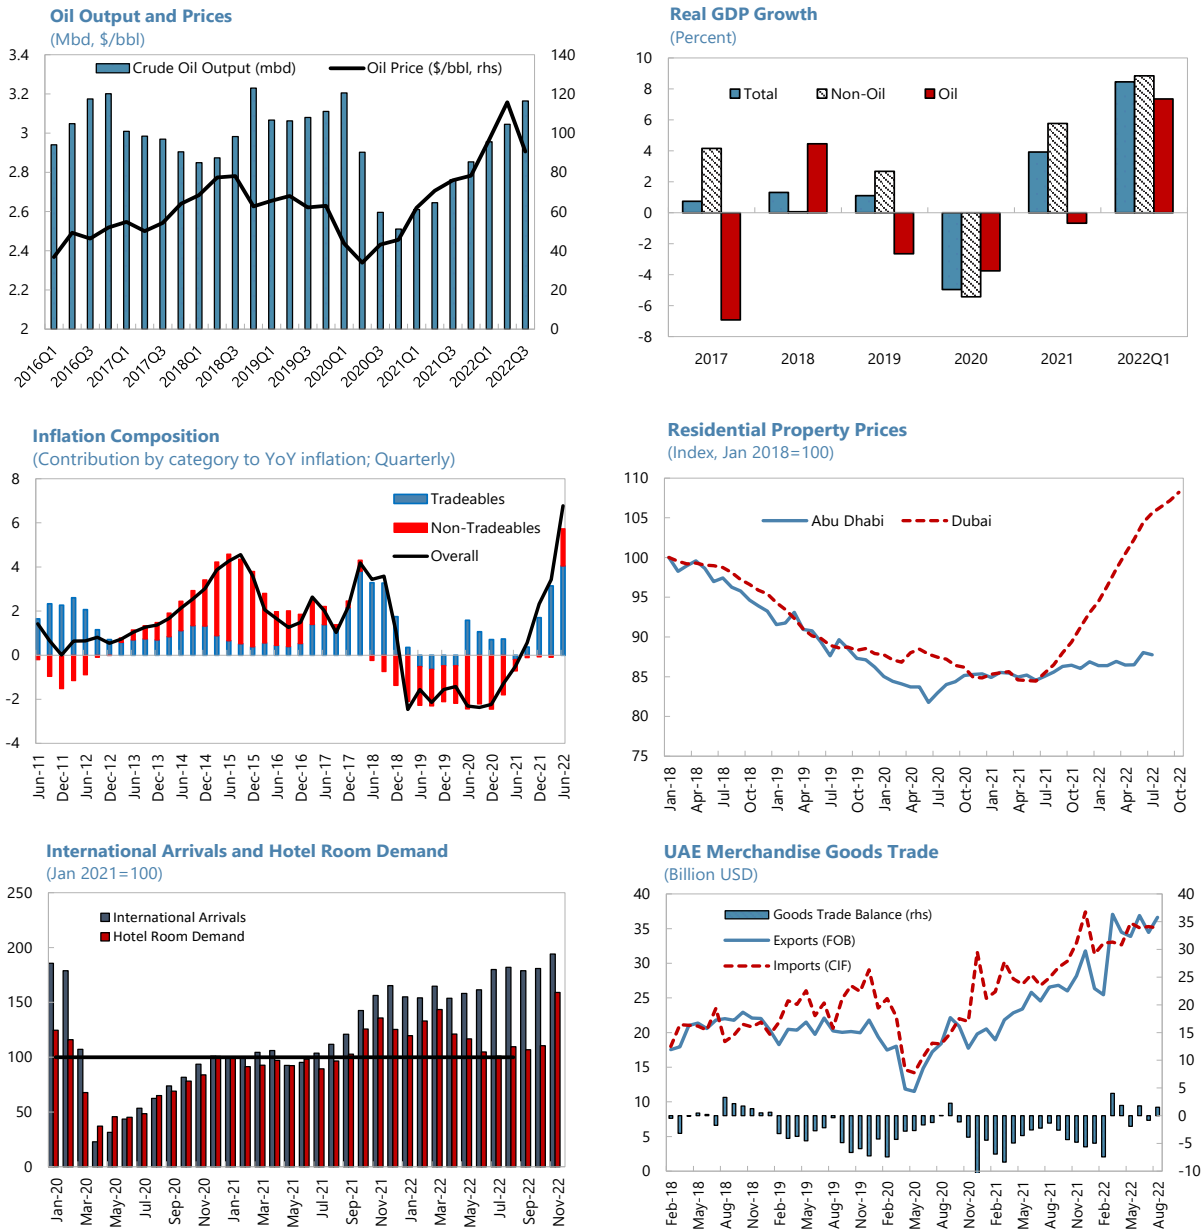 Oil Output and Prices
(Mbd, $/bbl)
Crude Oil Output (mbd)
Oil Price ($/bbl, rhs)
3.4
3.2
3
2.8
2.6
2.4
2.2
2
140
120
100
80
60
40
20
0
2016Q1
2016Q3
2017Q1
2017Q3
2018Q1
2018Q3
2019Q1
2019Q3
2020Q1
2020Q3
2021Q1
2021Q3
2022Q1
2022Q3
Real GDP Growth
(Percent)
Total
Non-Oil
Oil
10
8
6
4
2
0
-2
-4
-6
-8
2017
2018
2019
2020
2021
2022Q1
Inflation Composition
(Contribution by category to YoY inflation; Quarterly)
Tradeables
Non-Tradeables
Overall
8
6
4
2
0
-2
-4
Jun-11
Dec-11
Jun-12
Dec-12
Jun-13
Dec-13
Jun-14
Dec-14
Jun-15
Dec-15
Jun-16
Dec-16
Jun-17
Dec-17
Jun-18
Dec-18
Jun-19
Dec-19
Jun-20
Dec-20
Jun-21
Dec-21
Jun-22
Residential Property Prices
(Index, Jan 2018=100)
Abu Dhabi
Dubai
110
105
100
95
90
85
80
75
Jan-18
Apr-18
Jul-18
Oct-18
Jan-19
Apr-19
Jul-19
Oct-19
Jan-20
Apr-20
Jul-20
Oct-20
Jan-21
Apr-21
Jul-21
Oct-21
Jan-22
Apr-22
Jul-22
Oct-22
International Arrivals and Hotel Room Demand
(Jan 2021=100)
International Arrivals
Hotel Room Demand
250
200
150
100
50
0
Jan-20
Mar-20
May-20
Jul-20
Sep-20
Nov-20
Jan-21
Mar-21
May-21
Jul-21
Sep-21
Nov-21
Jan-22
Mar-22
May-22
Jul-22
Sep-22
Nov-22
UAE Merchandise Goods Trade
(Billion USD)
Goods Trade Balance (rhs)
Exports (FOB)
Imports (CIF)
40
35
30
25
20
15
10
5
0
40
35
30
25
20
15
10
5
0
-5
-10
Feb-18
May-18
Aug-18
Nov-18
Feb-19
May-19
Aug-19
Nov-19
Feb-20
May-20
Aug-20
Nov-20
Feb-21
May-21
Aug-21
Nov-21
Feb-22
May-22
Aug-22